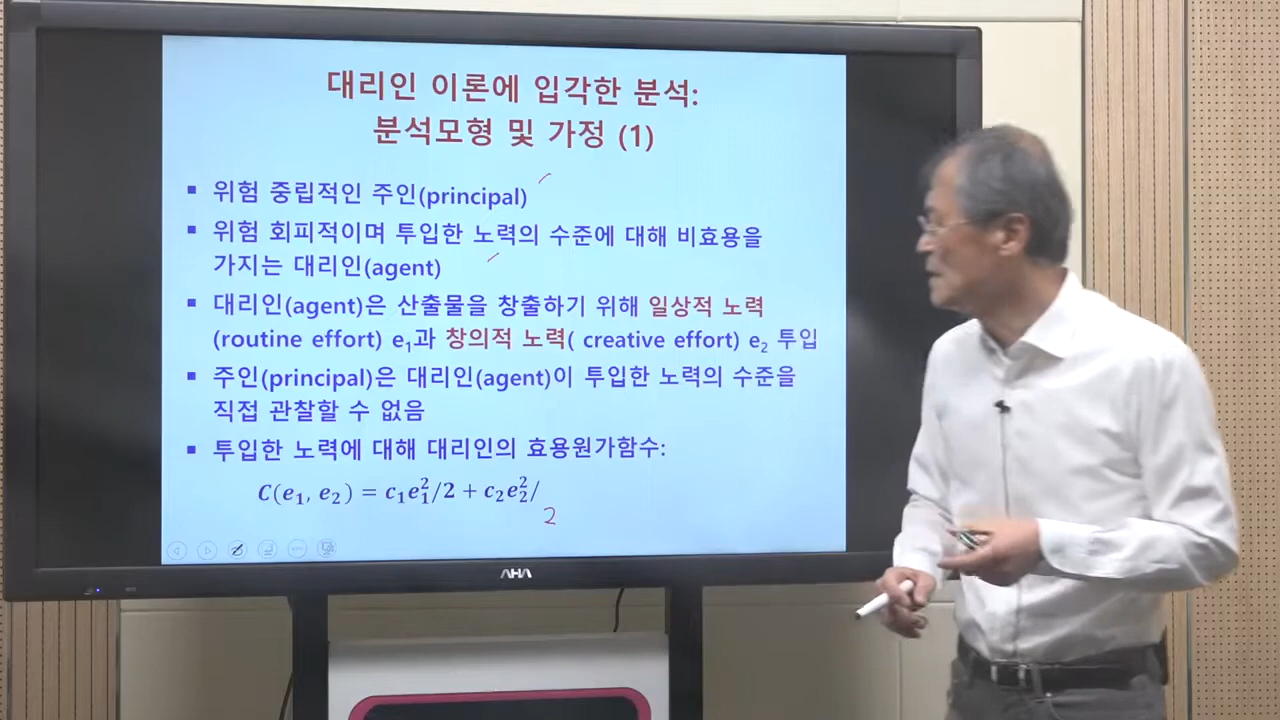 대리인 이론에 입각한 분석:
분석모형 및 가정 (1)
▪ 위험 중립적인 주인(principal)
▪ 위험 회피적이며 투입한 노력의 수준에 대해 비효용을
가지는 대리인(agent)
▪ 대리인(agent)은 산출물을 창출하기 위해 일상적 노력
(routine effort) e₁과 창의적 노력( creative effort) e₂ 투입
▪ 주인(principal)은 대리인(agent)이 투입한 노력의 수준을
직접 관찰할 수 없음
▪ 투입한 노력에 대해 대리인의 효용원가함수:
C(e₁, e₂) = c₁e₁²/2 + c₂e₂²/
2
AHA